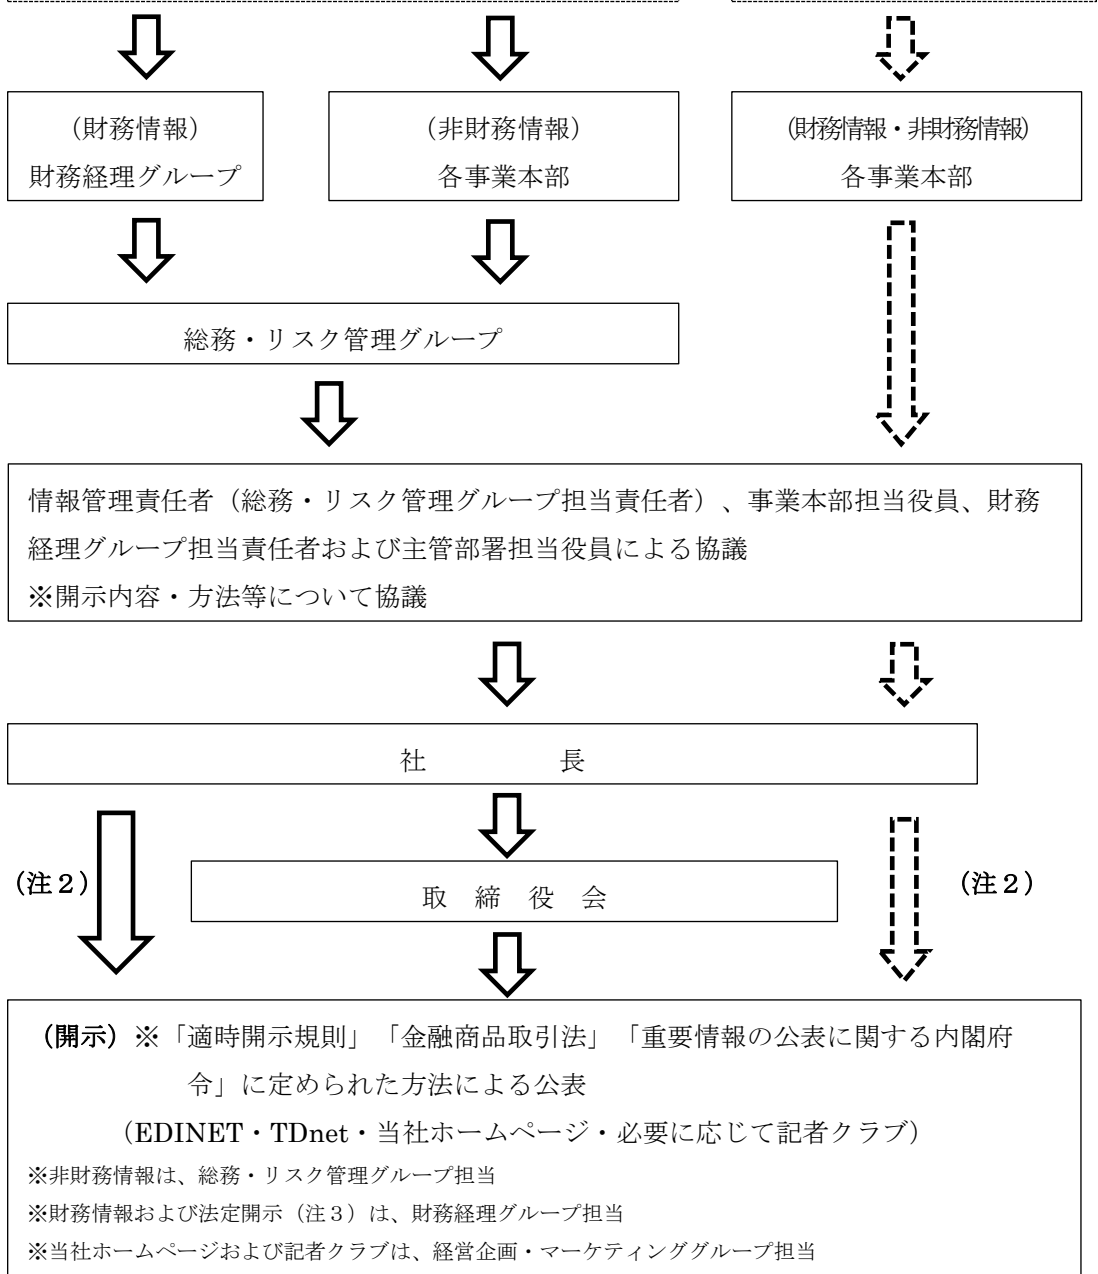 (財務情報)
財務経理グループ
(非財務情報)
各事業本部
(財務情報・非財務情報)
各事業本部
総務・リスク管理グループ
情報管理責任者（総務・リスク管理グループ担当責任者）、事業本部担当役員、財務
経理グループ担当責任者および主管部署担当役員による協議
※開示内容・方法等について協議
社　　　　　長
(注２)
取　締　役　会
(注２)
(開示) ※「適時開示規則」「金融商品取引法」「重要情報の公表に関する内閣府
令」に定められた方法による公表
（EDINET・TDnet・当社ホームページ・必要に応じて記者クラブ）
※非財務情報は、総務・リスク管理グループ担当
※財務情報および法定開示（注３）は、財務経理グループ担当
※当社ホームページおよび記者クラブは、経営企画・マーケティンググループ担当